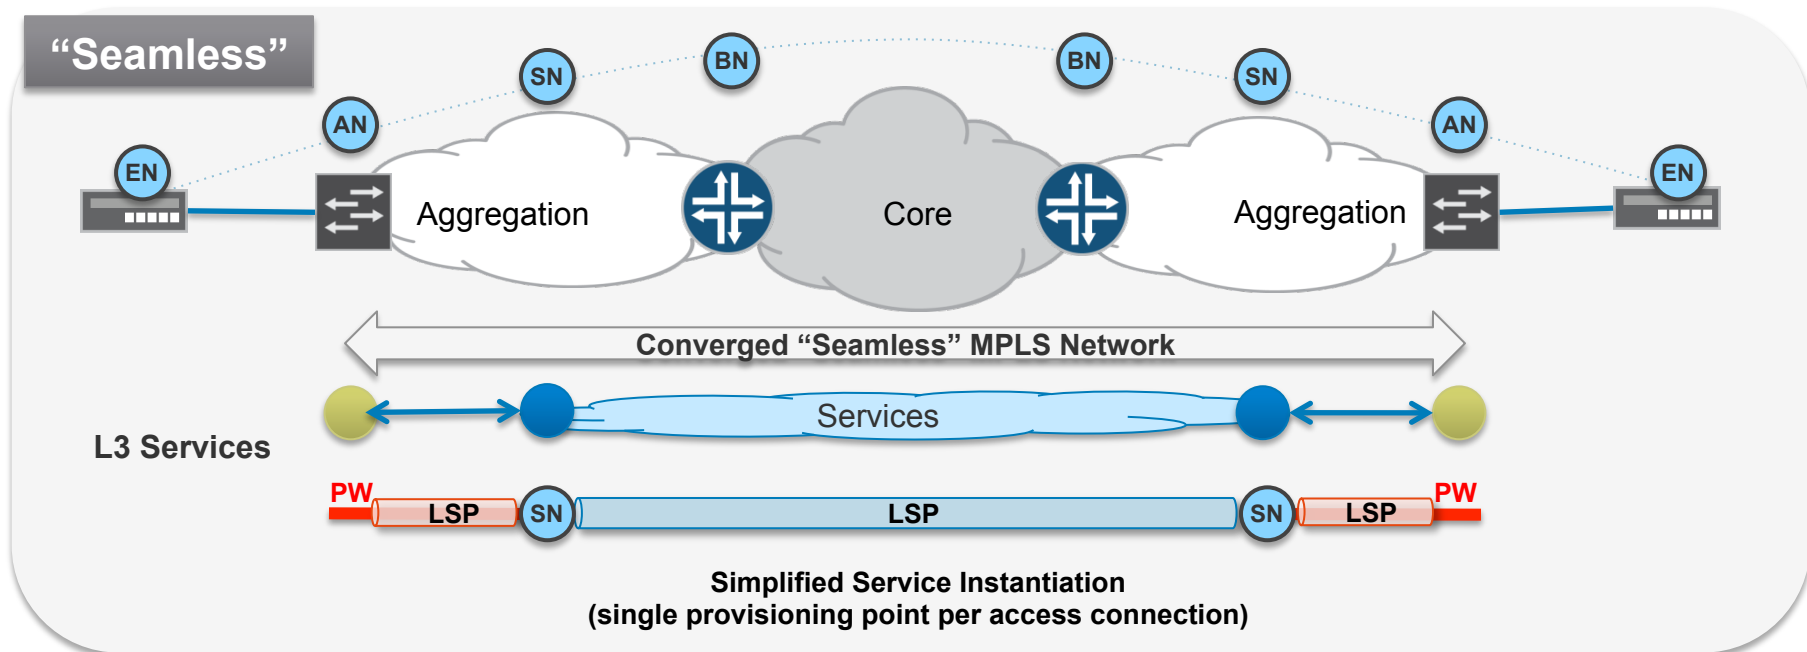 “Seamless”
BN
BN
SN
SN
AN
AN
EN
EN
Aggregation
Core
Aggregation
Converged “Seamless” MPLS Network
Services
L3 Services
PW
LSP
SN
LSP
SN
LSP
PW
Simplified Service Instantiation
(single provisioning point per access connection)